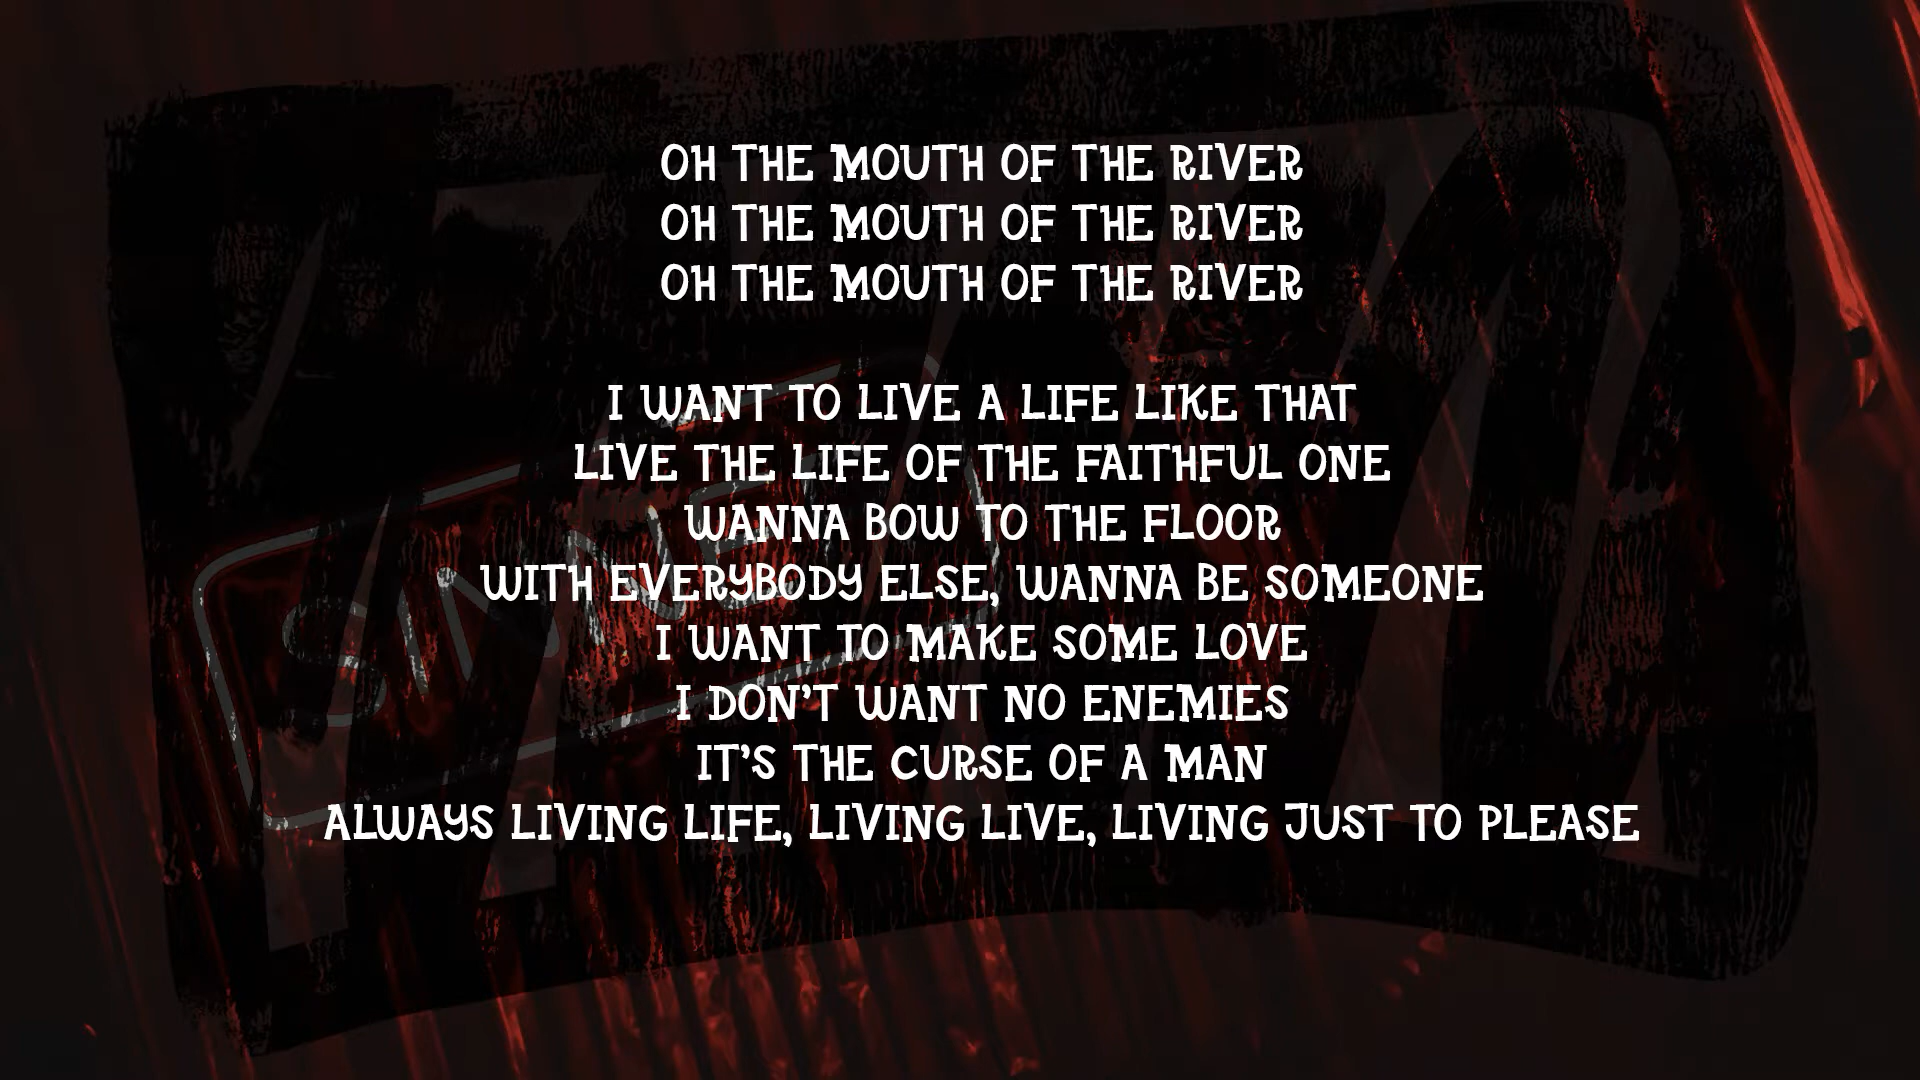 OH THE MOUTH OF THE RIVER
OH THE MOUTH OF THE RIVER
OH THE MOUTH OF THE RIVER
I WANT TO LIVE A LIFE LIKE THAT
LIVE THE LIFE OF THE FAITHFUL ONE
WANNA BOW TO THE FLOOR
WITH EVERYBODY ELSE, WANNA BE SOMEONE
I WANT TO MAKE SOME LOVE
I DON'T WANT NO ENEMIES
IT'S THE CURSE OF A MAN
ALWAYS LIVING LIFE, LIVING LIVE, LIVING JUST TO PLEASE